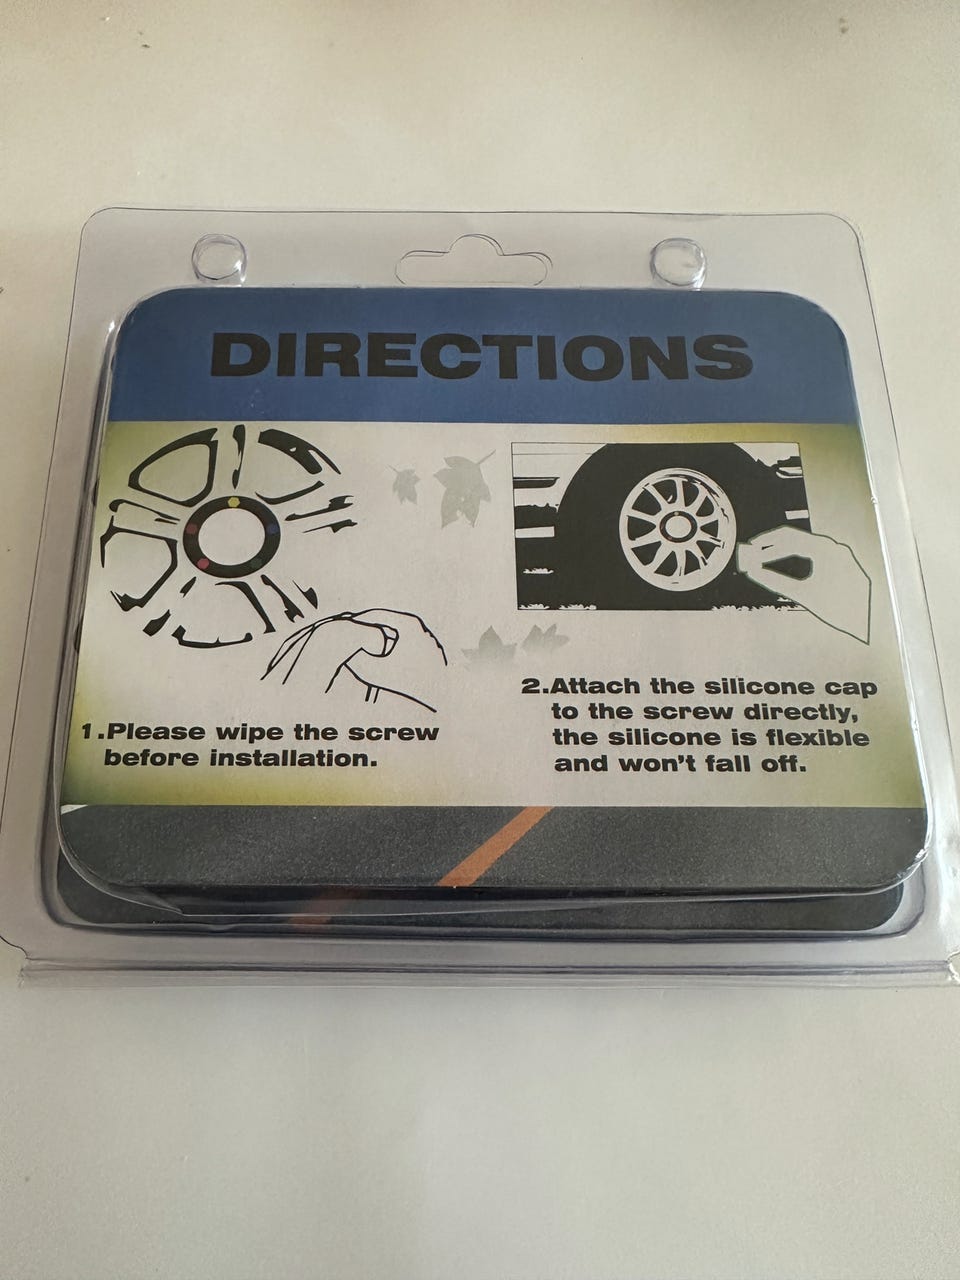 DIRECTIONS
1.Please wipe the screw
before installation.
2.Attach the silicone cap
to the screw directly,
the silicone is flexible
and won't fall off.